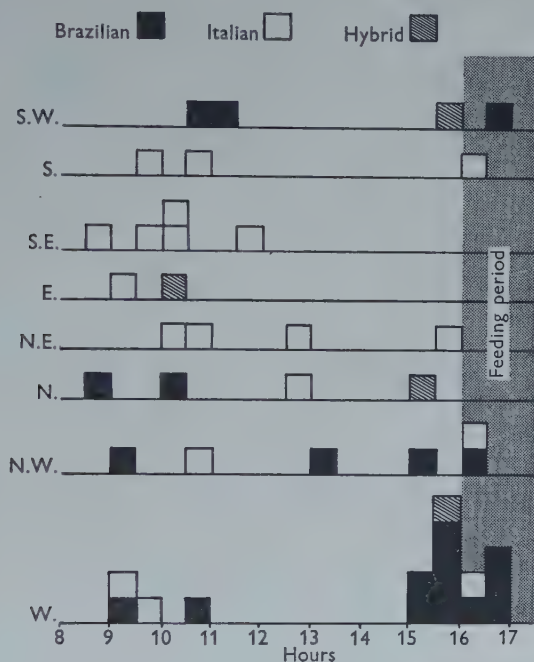 Brazilian Italian Hybrid
S.W.
S.
S.E.
E.
N.E.
N.
N.W.
W.
Feeding period
8 9 10 11 12 13 14 15 16 17
Hours